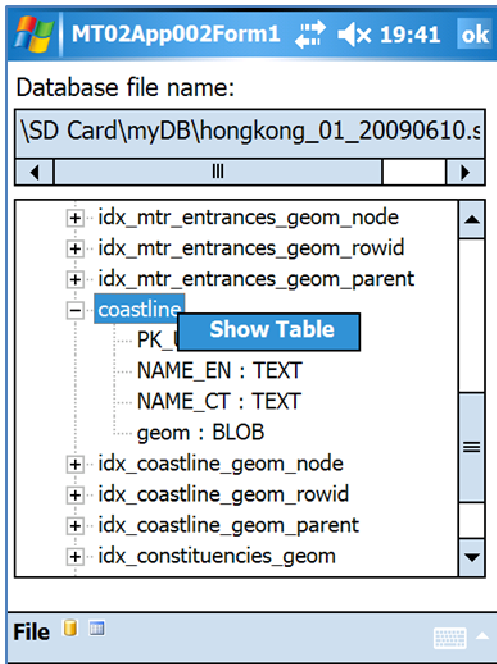 MT02App002Form1 19:41 ok
Database file name:
\SD Card\myDB\hongkong_01_20090610.s
idx_mtr_entrances_geom_node
idx_mtr_entrances_geom_rowid
idx_mtr_entrances_geom_parent
coastline
Show Table
PK_
NAME_EN : TEXT
NAME_CT : TEXT
geom : BLOB
idx_coastline_geom_node
idx_coastline_geom_rowid
idx_coastline_geom_parent
idx_constituencies_geom
File